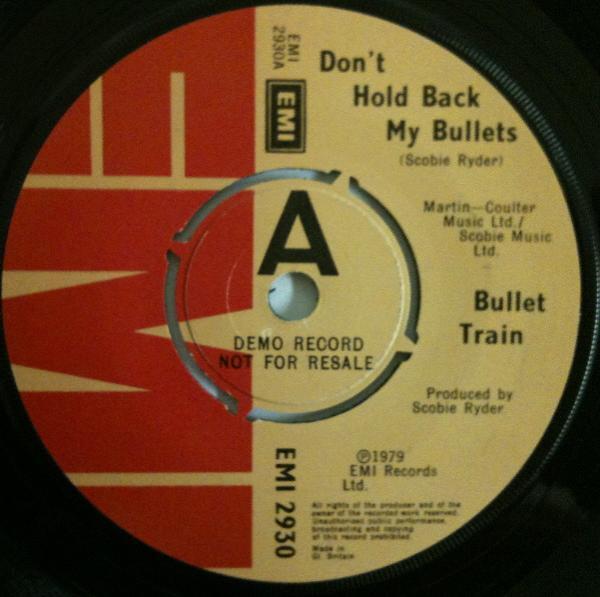 EMI
2930A
EMI
Don't
Hold Back
My Bullets
(Scobie Ryder)
Martin—Coulter
Music Ltd./
Scobie Music
Ltd.
A
Bullet
Train
DEMO RECORD
NOT FOR RESALE
Produced by
Scobie Ryder
℗1979
EMI Records
Ltd.
EMI 2930
All rights of the producer and of the
owner of the recorded work reserved.
Unauthorised public performance,
broadcasting and copying
of this record prohibited.
Made in
Gt Britain
EMI